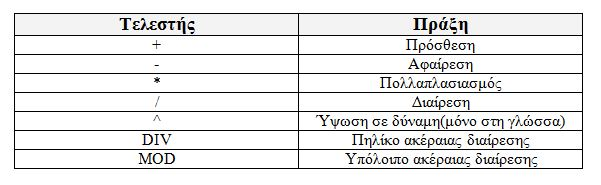 Τελεστής Πράξη
+ Πρόσθεση
- Αφαίρεση
* Πολλαπλασιασμός
/ Διαίρεση
^ Ύψωση σε δύναμη(μόνο στη γλώσσα)
DIV Πηλίκο ακέραιας διαίρεσης
MOD Υπόλοιπο ακέραιας διαίρεσης